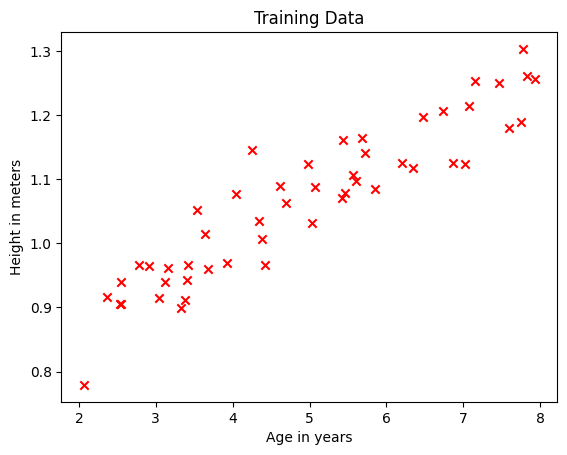 Training Data
Height in meters
1.3
1.2
1.1
1.0
0.9
0.8
2 3 4 5 6 7 8
Age in years